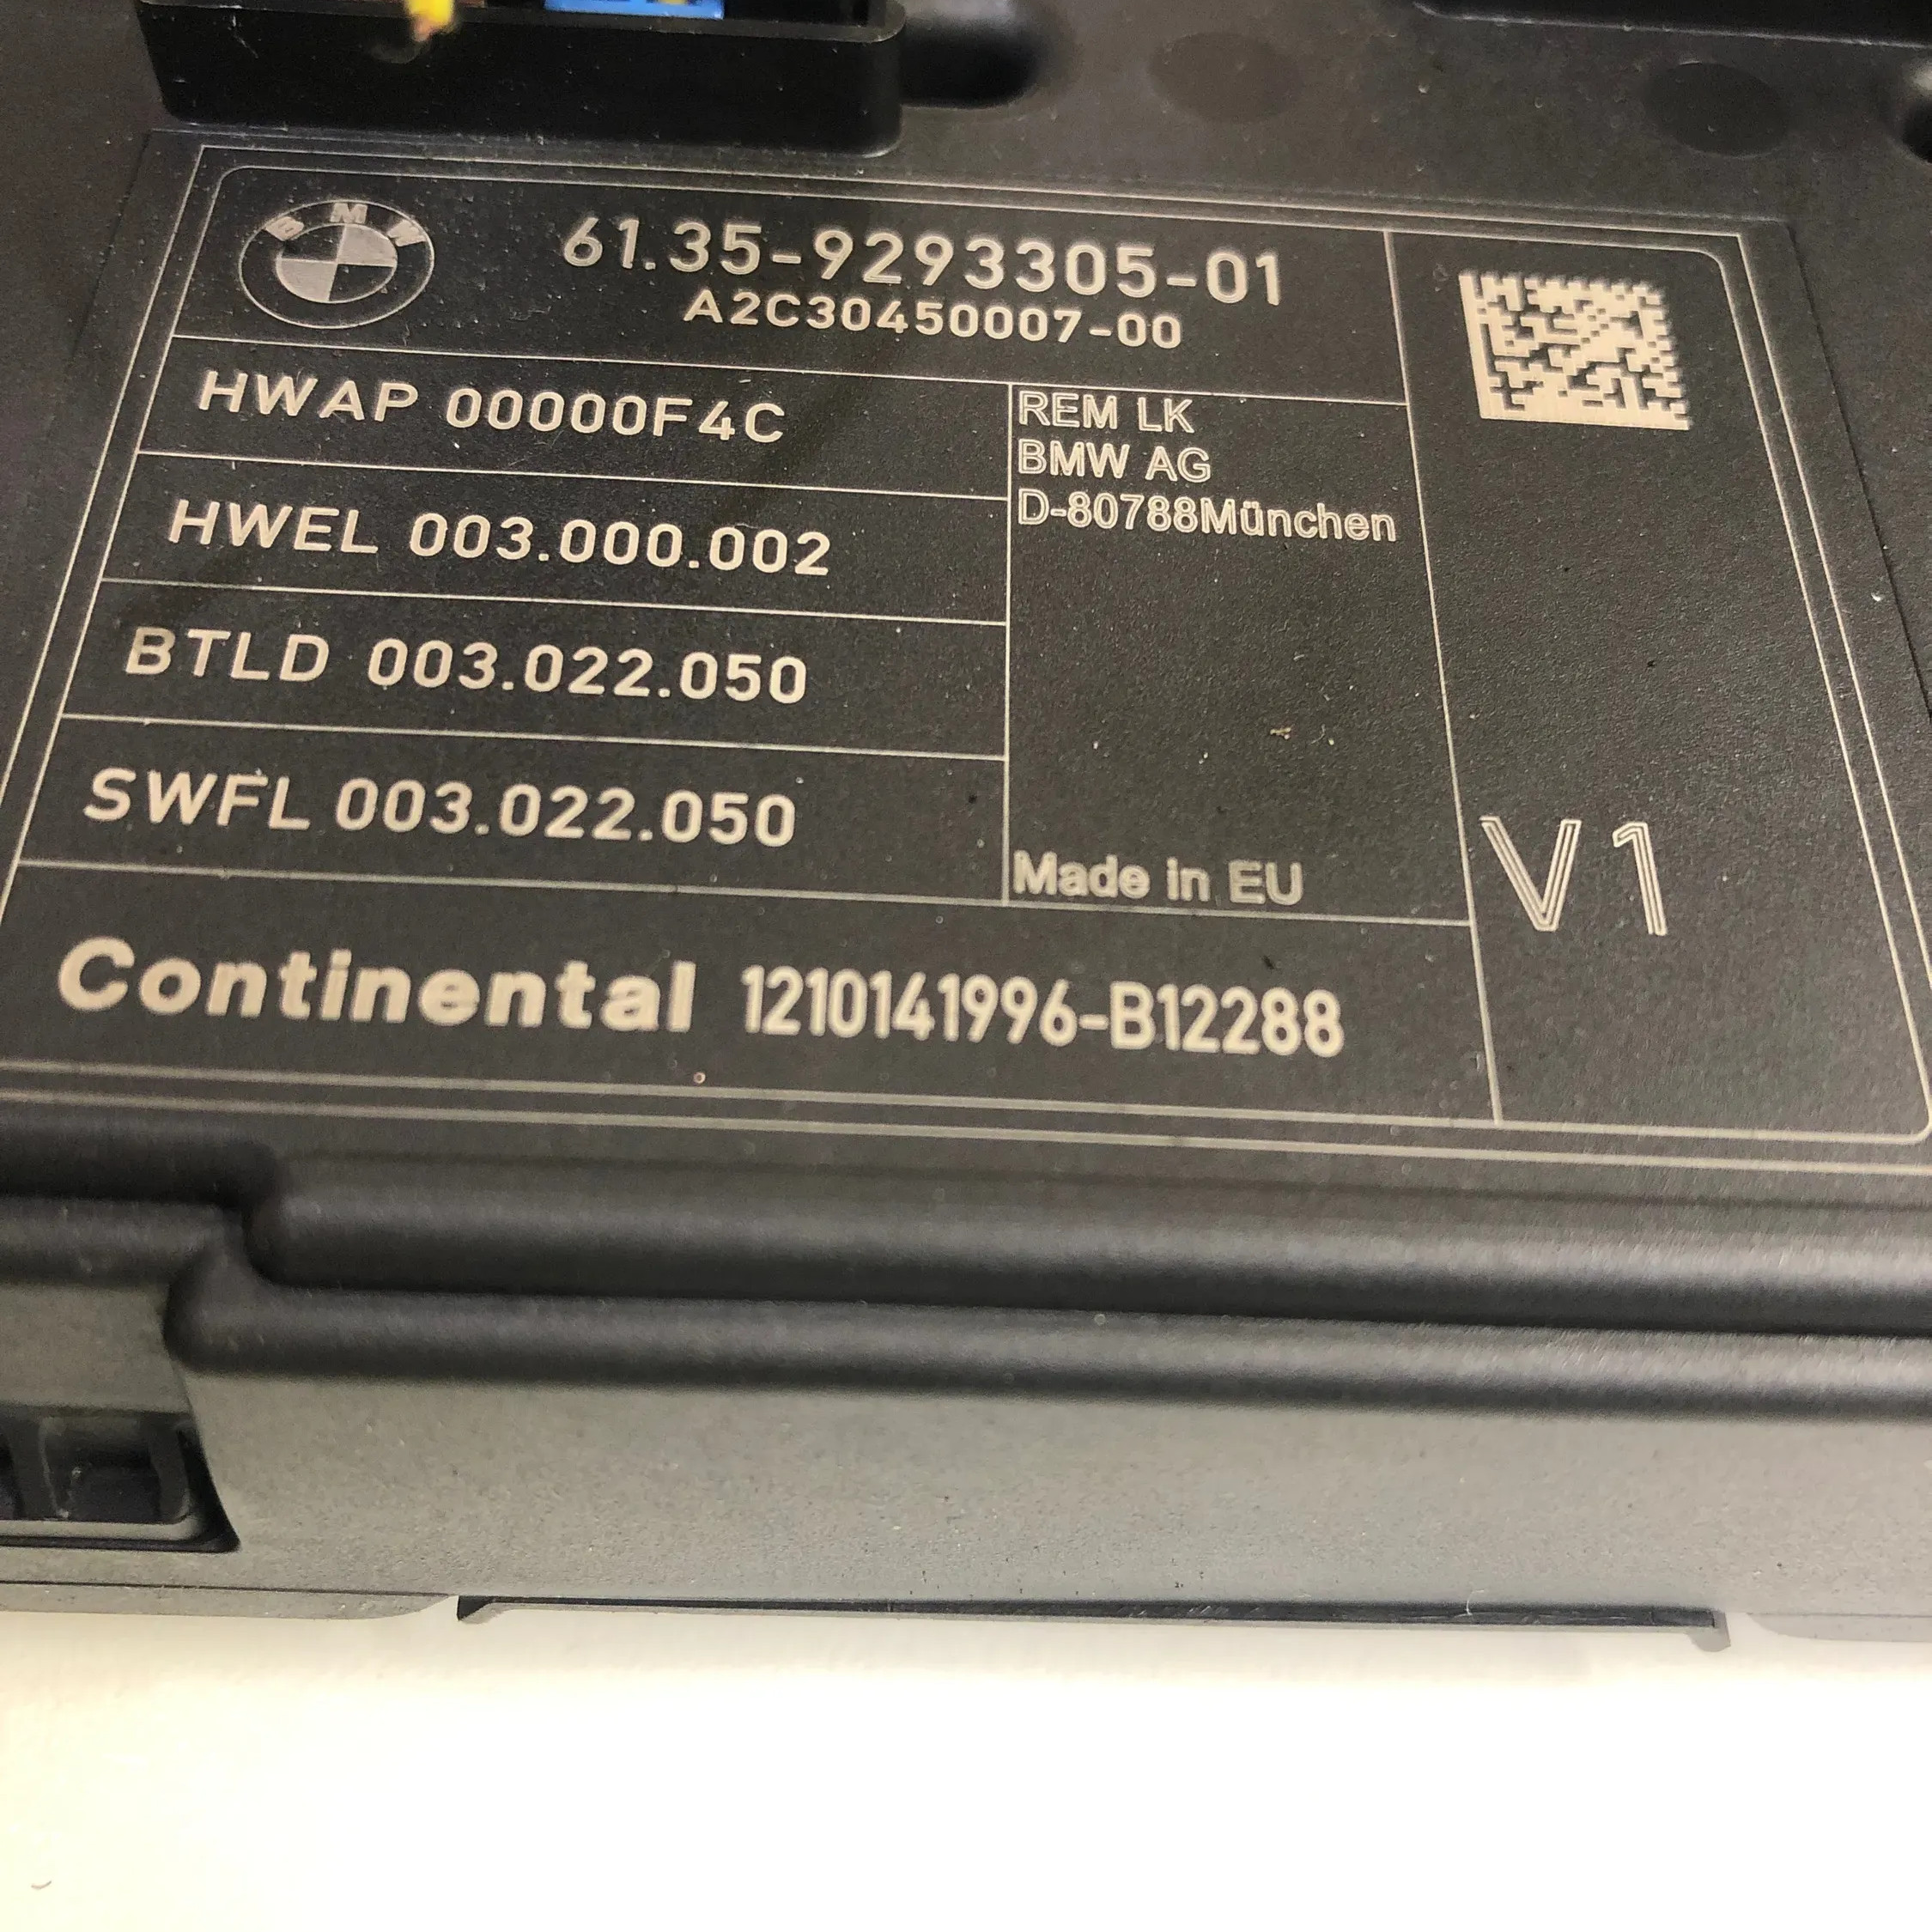 BMW
61.35-9293305-01
A2C30450007-00
HWAP 00000F4C
REM LK
BMW AG
D-80788München
HWEL 003.000.002
BTLD 003.022.050
SWFL 003.022.050
Made in EU
V1
Continental 1210141996-B12288